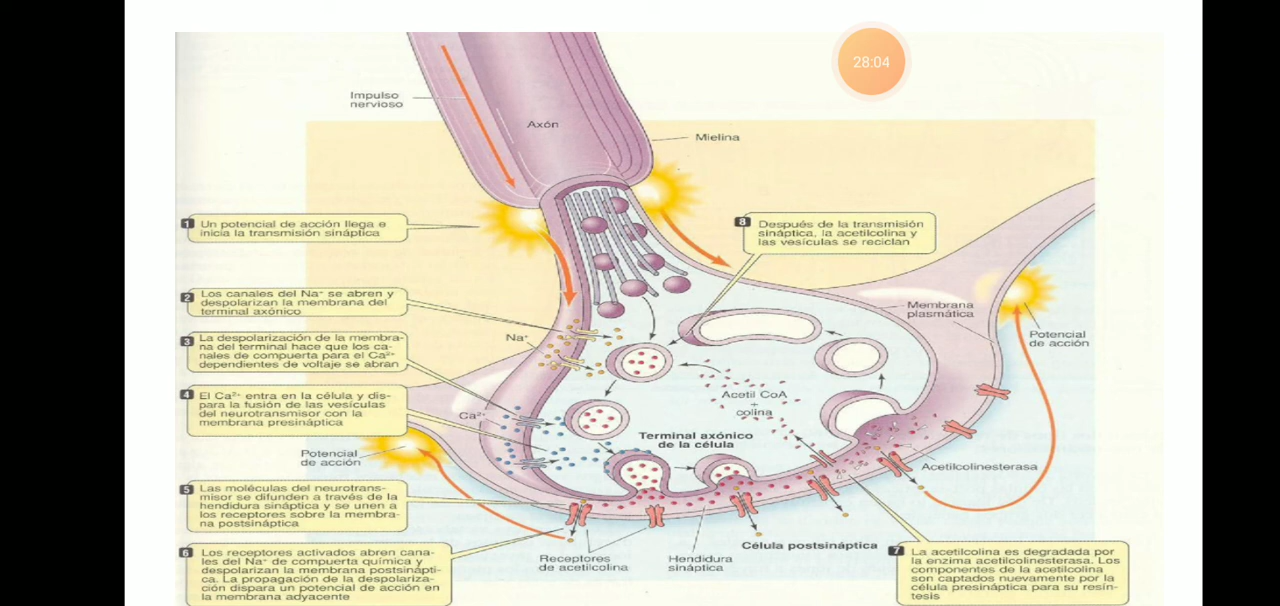 28:04
Impulso
nervioso
Axón
Mielina
1 Un potencial de acción llega e
inicia la transmisión sináptica
8 Después de la transmisión
sináptica, la acetilcolina y
las vesículas se reciclan
2 Los canales del Na⁺ se abren y
despolarizan la membrana del
terminal axónico
Na⁺
Membrana
plasmática
Potencial
de acción
3 La despolarización de la membra-
na del terminal hace que los ca-
nales de compuerta para el Ca²⁺
dependientes de voltaje se abran
4 El Ca²⁺ entra en la célula y dis-
para la fusión de las vesículas
del neurotransmisor con la
membrana presináptica
Ca²⁺
Acetil CoA
+
colina
Terminal axónico
de la célula
Potencial
de acción
Acetilcolinesterasa
5 Las moléculas del neurotrans-
misor se difunden a través de la
hendidura sináptica y se unen a
los receptores sobre la membra-
na postsináptica
6 Los receptores activados abren cana-
les del Na⁺ de compuerta química y
despolarizan la membrana postsinápti-
ca. La propagación de la despolariza-
ción dispara un potencial de acción en
la membrana adyacente
Receptores
de acetilcolina
Hendidura
sináptica
Célula postsináptica
7 La acetilcolina es degradada por
la enzima acetilcolinesterasa. Los
componentes de la acetilcolina
son captados nuevamente por la
célula presináptica para su resín-
tesis